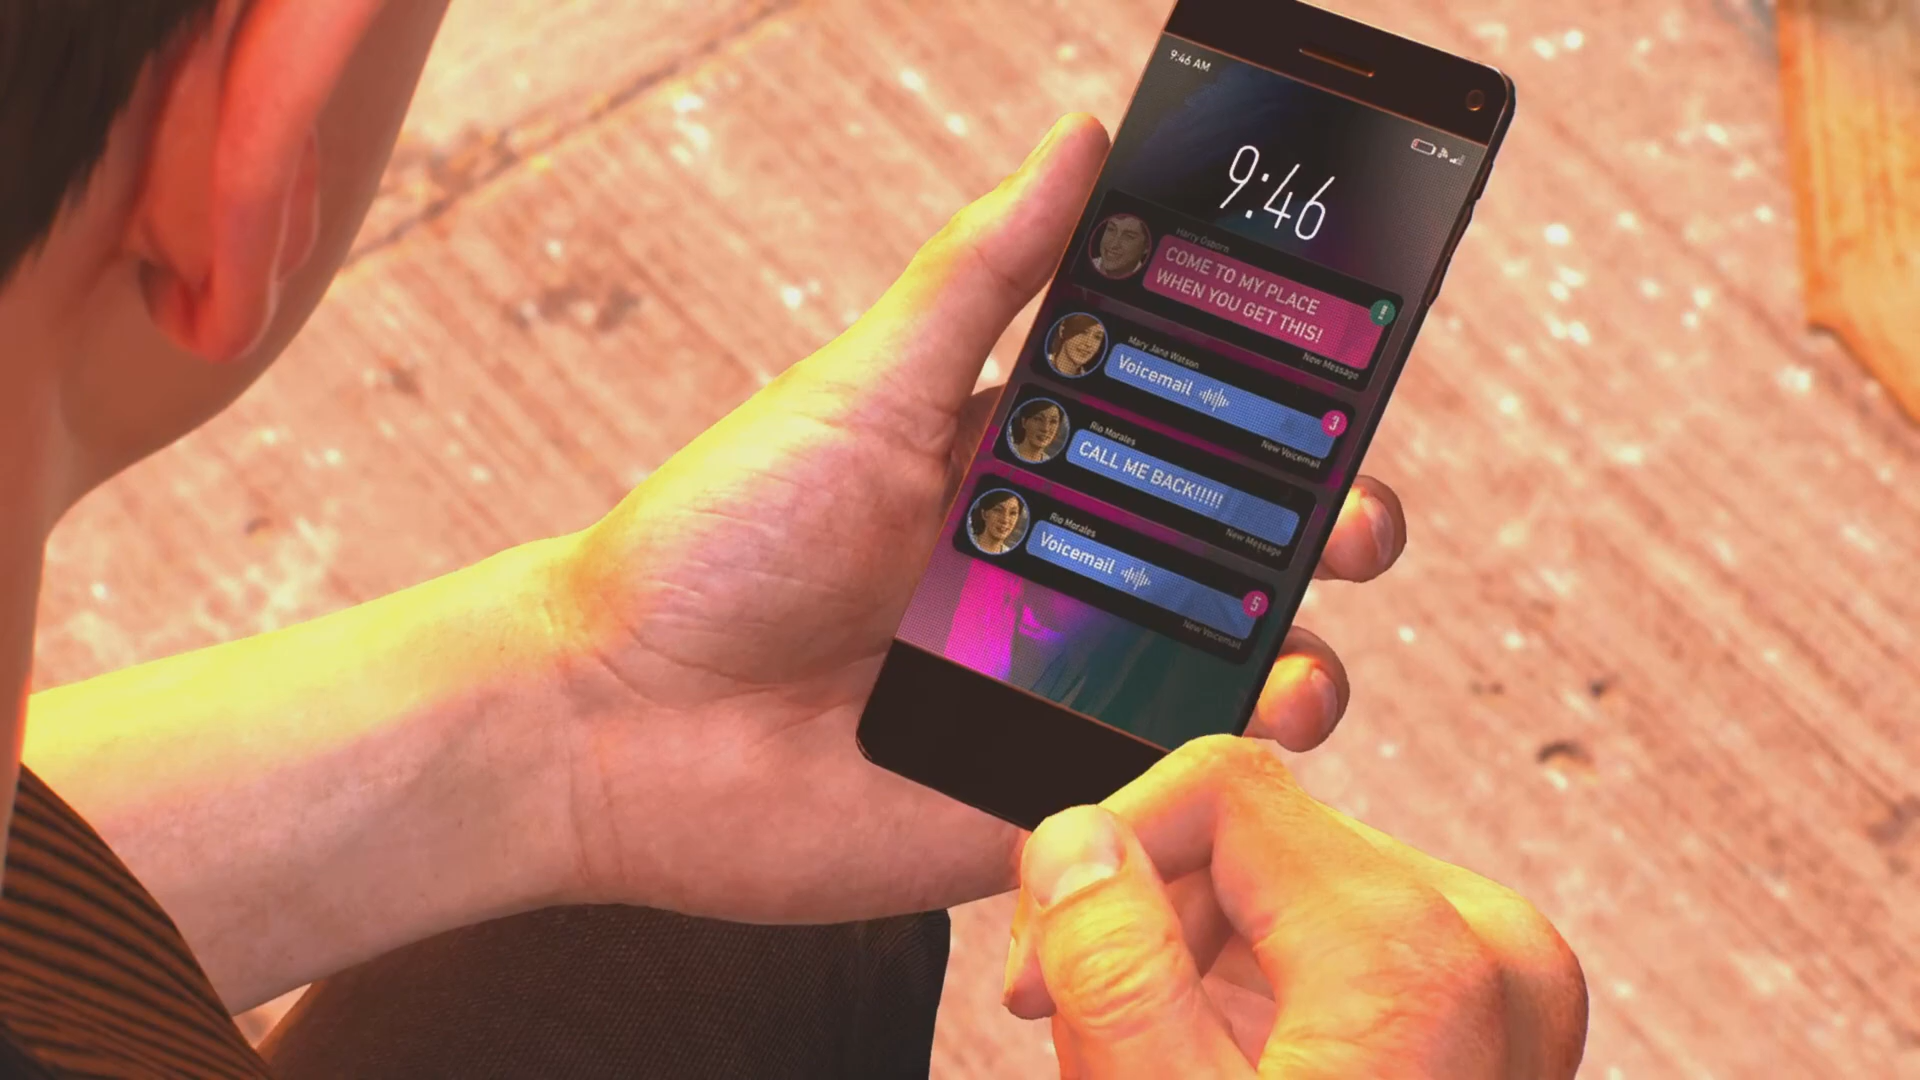 9:46 AM
9:46
Harry Osborn
COME TO MY PLACE
WHEN YOU GET THIS!
!
New Message
Mary Jane Watson
Voicemail
3
New Voicemail
Rio Morales
CALL ME BACK!!!!!
New Message
Rio Morales
Voicemail
5
New Voicemail